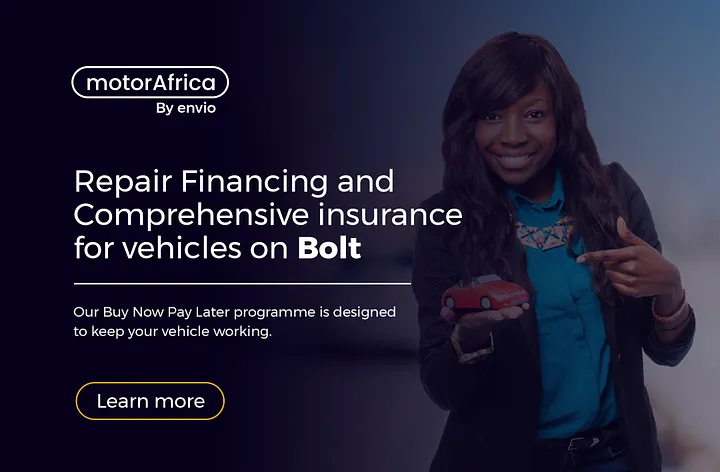 motorAfrica
By envio
Repair Financing and
Comprehensive insurance
for vehicles on Bolt
Our Buy Now Pay Later programme is designed
to keep your vehicle working.
Learn more